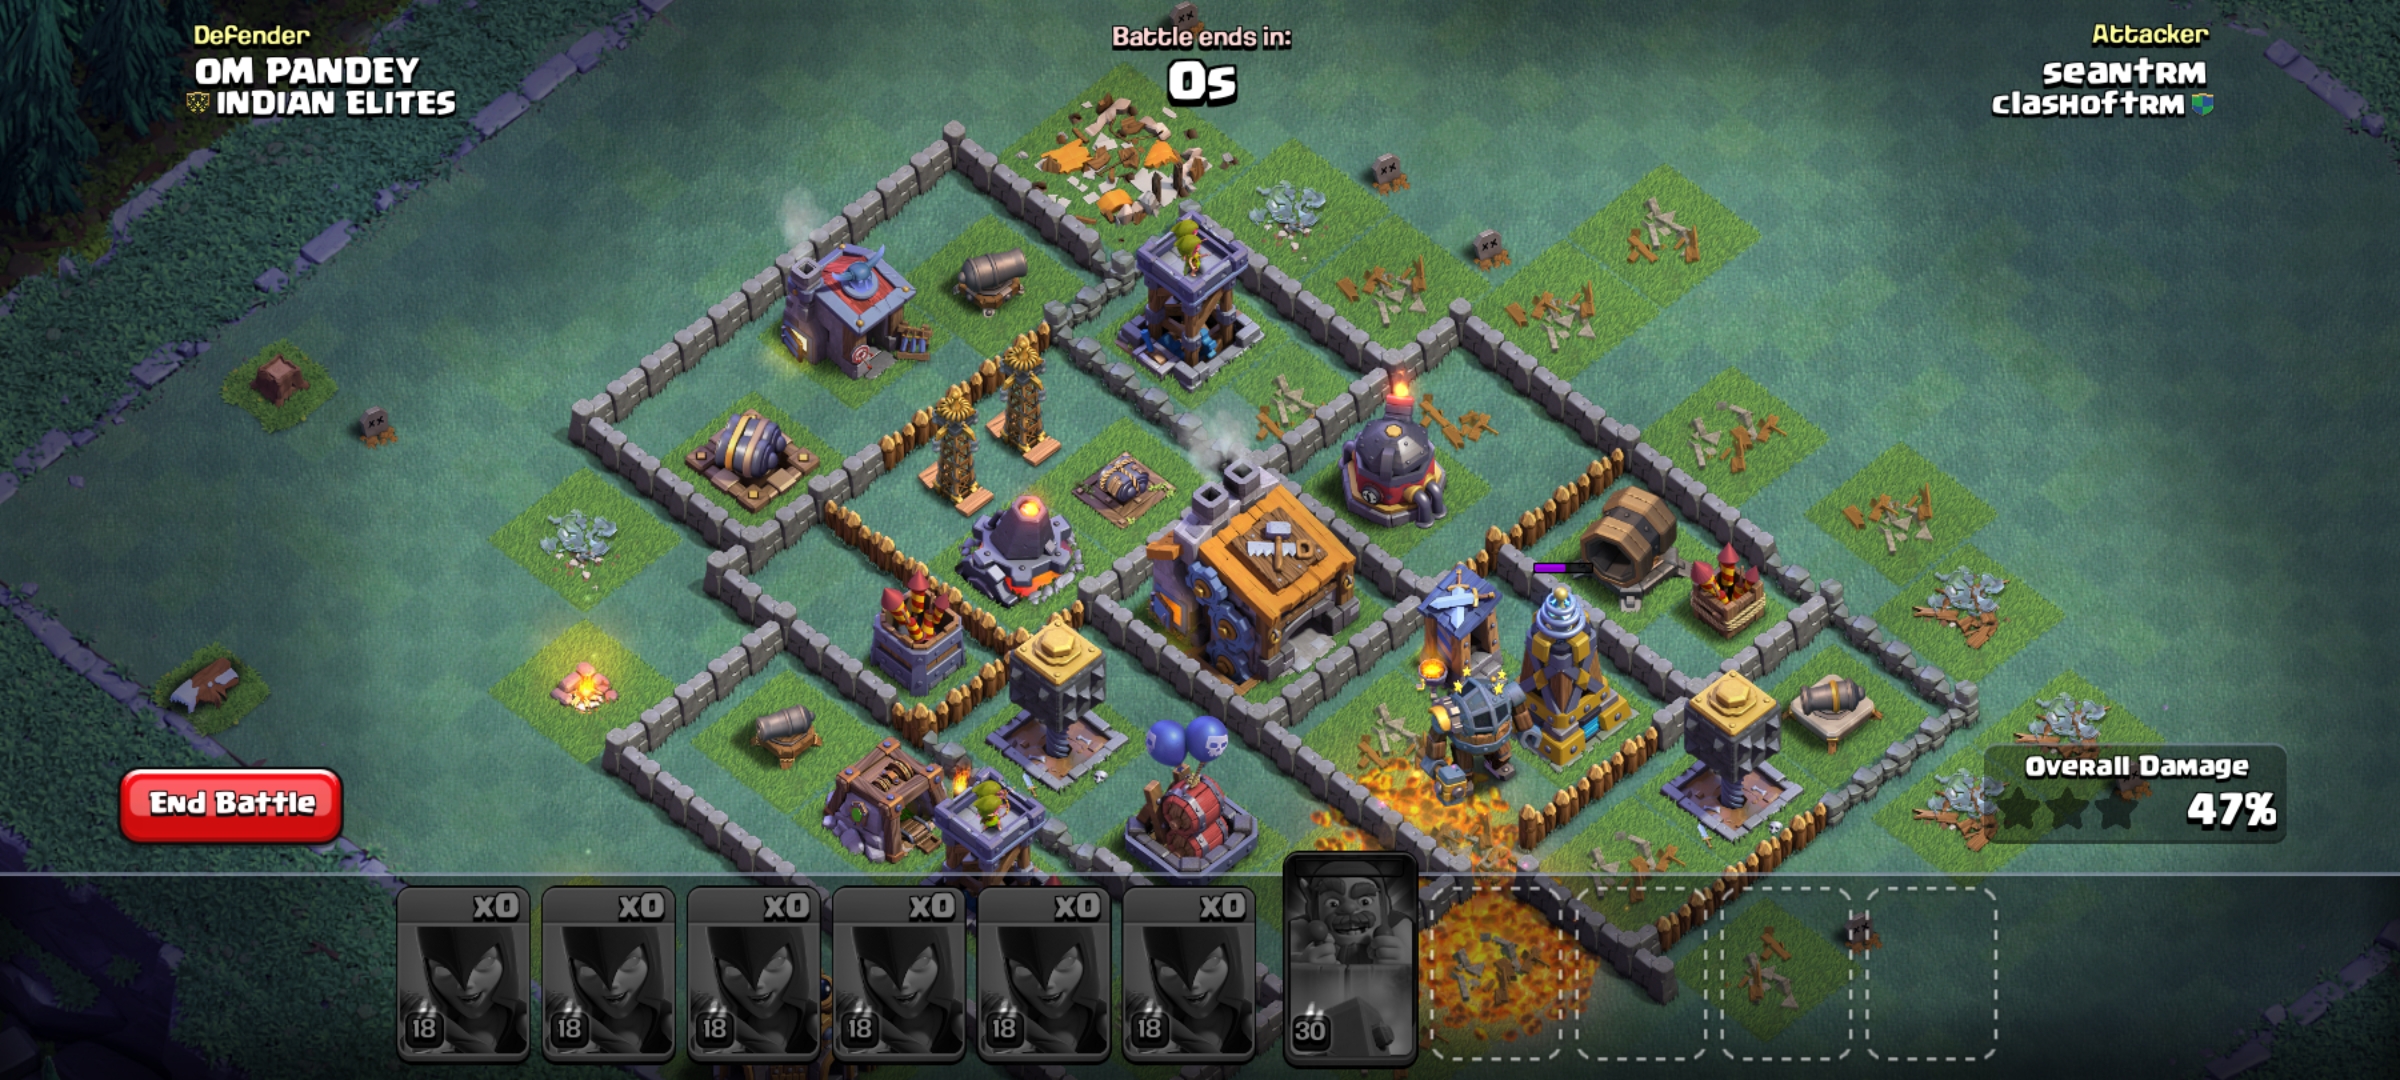 Defender
OM PANDEY
INDIAN ELITES
Battle ends in:
0s
Attacker
seantRM
clasHoftRM
End Battle
Overall Damage
47%
x0
x0
x0
x0
x0
x0
18
18
18
18
18
18
30